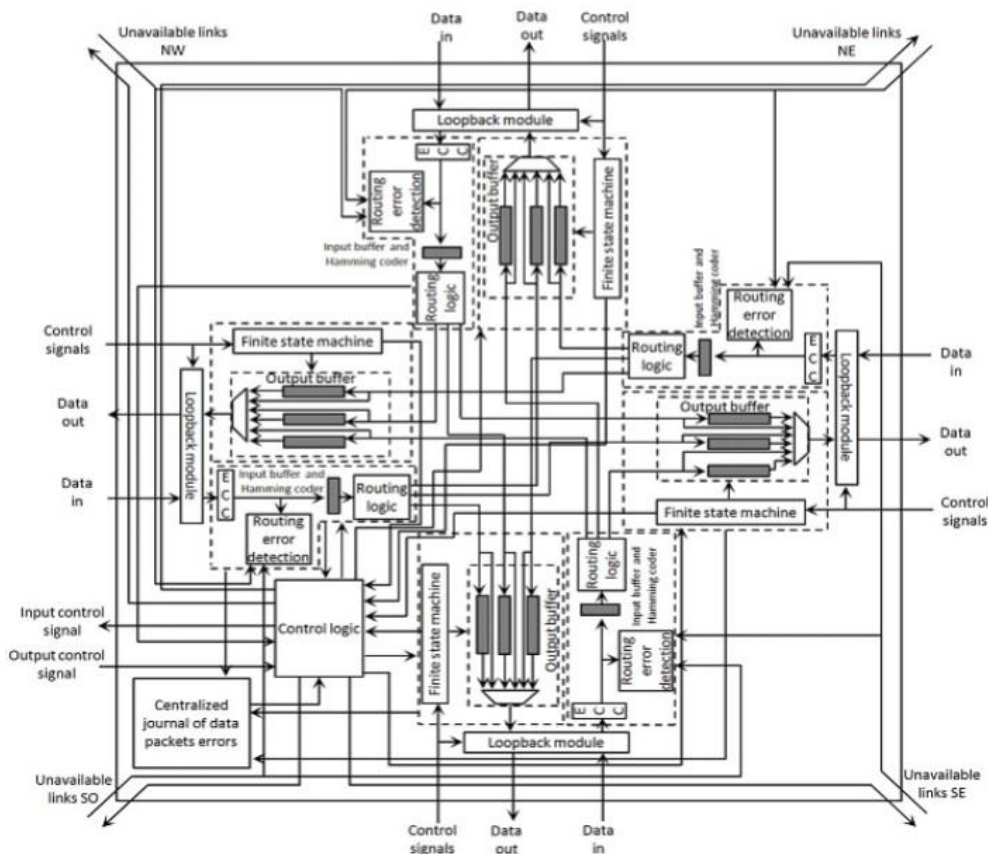 Unavailable links
NW
Data
in
Data
out
Control
signals
Unavailable links
NE
Loopback module
E C C
Routing
error
detection
Input buffer and
Hamming coder
Routing
logic
Output buffer
Finite state machine
Input buffer and
Hamming coder
Routing
error
detection
Routing
logic
E C C
Loopback module
Data
in
Data
out
Control
signals
Output buffer
Finite state machine
Control
signals
Data
out
Data
in
Loopback module
Finite state machine
Output buffer
E C C
Input buffer and
Hamming coder
Routing
logic
Routing
error
detection
Input control
signal
Output control
signal
Control logic
Centralized
journal of data
packets errors
Finite state machine
Output buffer
Routing
logic
Input buffer and
Hamming coder
Routing
error
detection
E C C
Loopback module
Unavailable
links SO
Control
signals
Data
out
Data
in
Unavailable
links SE